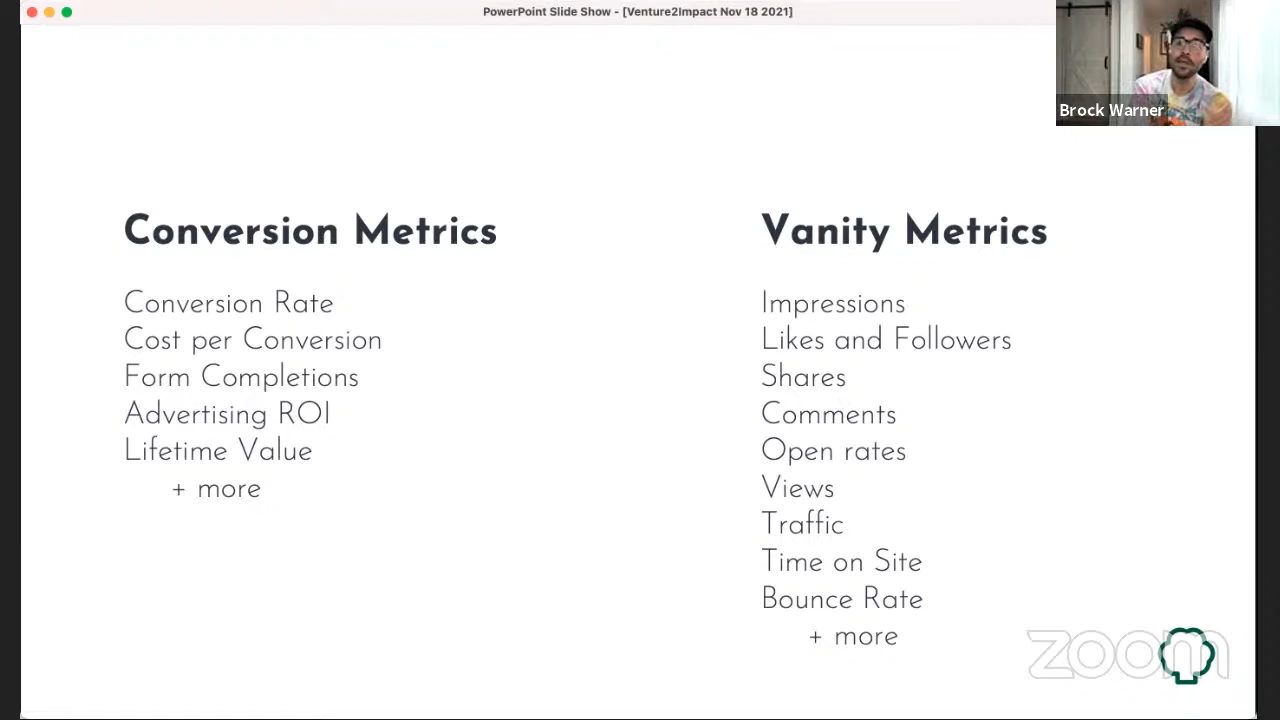 PowerPoint Slide Show - [Venture2Impact Nov 18 2021]
Brock Warner
Conversion Metrics
Conversion Rate
Cost per Conversion
Form Completions
Advertising ROI
Lifetime Value
+ more
Vanity Metrics
Impressions
Likes and Followers
Shares
Comments
Open rates
Views
Traffic
Time on Site
Bounce Rate
+ more
zoom